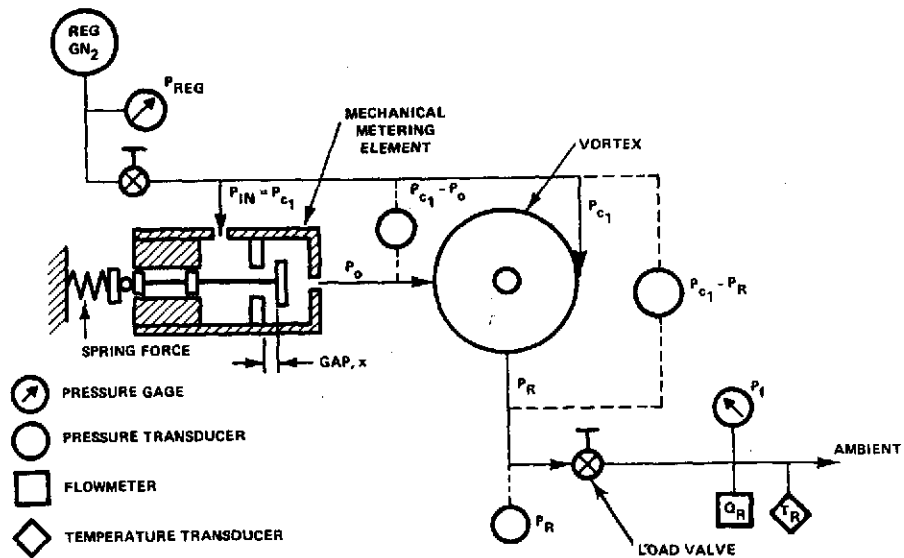 REG
GN2
PREG
MECHANICAL
METERING
ELEMENT
VORTEX
PIN = Pc1
Pc1 - Po
Pc1
Po
Pc1 - PR
SPRING FORCE
GAP, x
PR
PRESSURE GAGE
Pf
PRESSURE TRANSDUCER
AMBIENT
FLOWMETER
PR
QR
TR
TEMPERATURE TRANSDUCER
LOAD VALVE